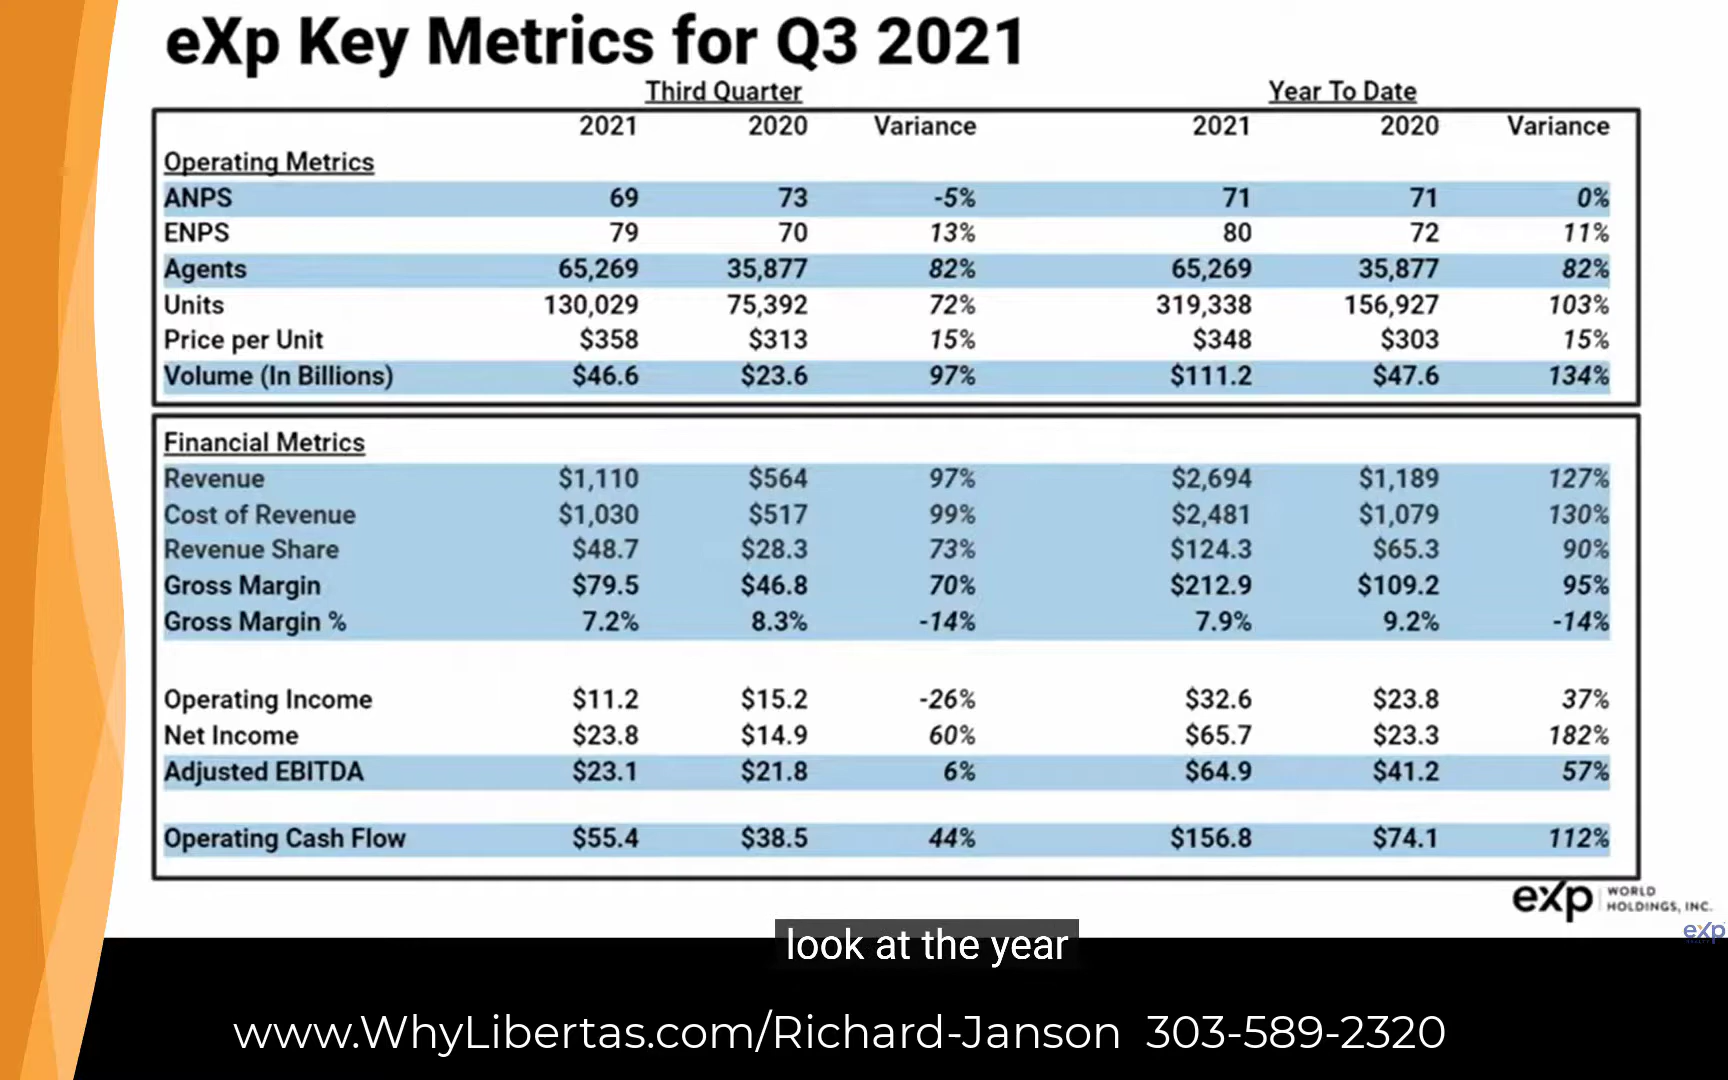 eXp Key Metrics for Q3 2021
Third Quarter Year To Date
2021 2020 Variance 2021 2020 Variance
Operating Metrics
ANPS 69 73 -5% 71 71 0%
ENPS 79 70 13% 80 72 11%
Agents 65,269 35,877 82% 65,269 35,877 82%
Units 130,029 75,392 72% 319,338 156,927 103%
Price per Unit $358 $313 15% $348 $303 15%
Volume (In Billions) $46.6 $23.6 97% $111.2 $47.6 134%
Financial Metrics
Revenue $1,110 $564 97% $2,694 $1,189 127%
Cost of Revenue $1,030 $517 99% $2,481 $1,079 130%
Revenue Share $48.7 $28.3 73% $124.3 $65.3 90%
Gross Margin $79.5 $46.8 70% $212.9 $109.2 95%
Gross Margin % 7.2% 8.3% -14% 7.9% 9.2% -14%
Operating Income $11.2 $15.2 -26% $32.6 $23.8 37%
Net Income $23.8 $14.9 60% $65.7 $23.3 182%
Adjusted EBITDA $23.1 $21.8 6% $64.9 $41.2 57%
Operating Cash Flow $55.4 $38.5 44% $156.8 $74.1 112%
eXp WORLD
HOLDINGS, INC.
eXp
look at the year
www.WhyLibertas.com/Richard-Janson 303-589-2320